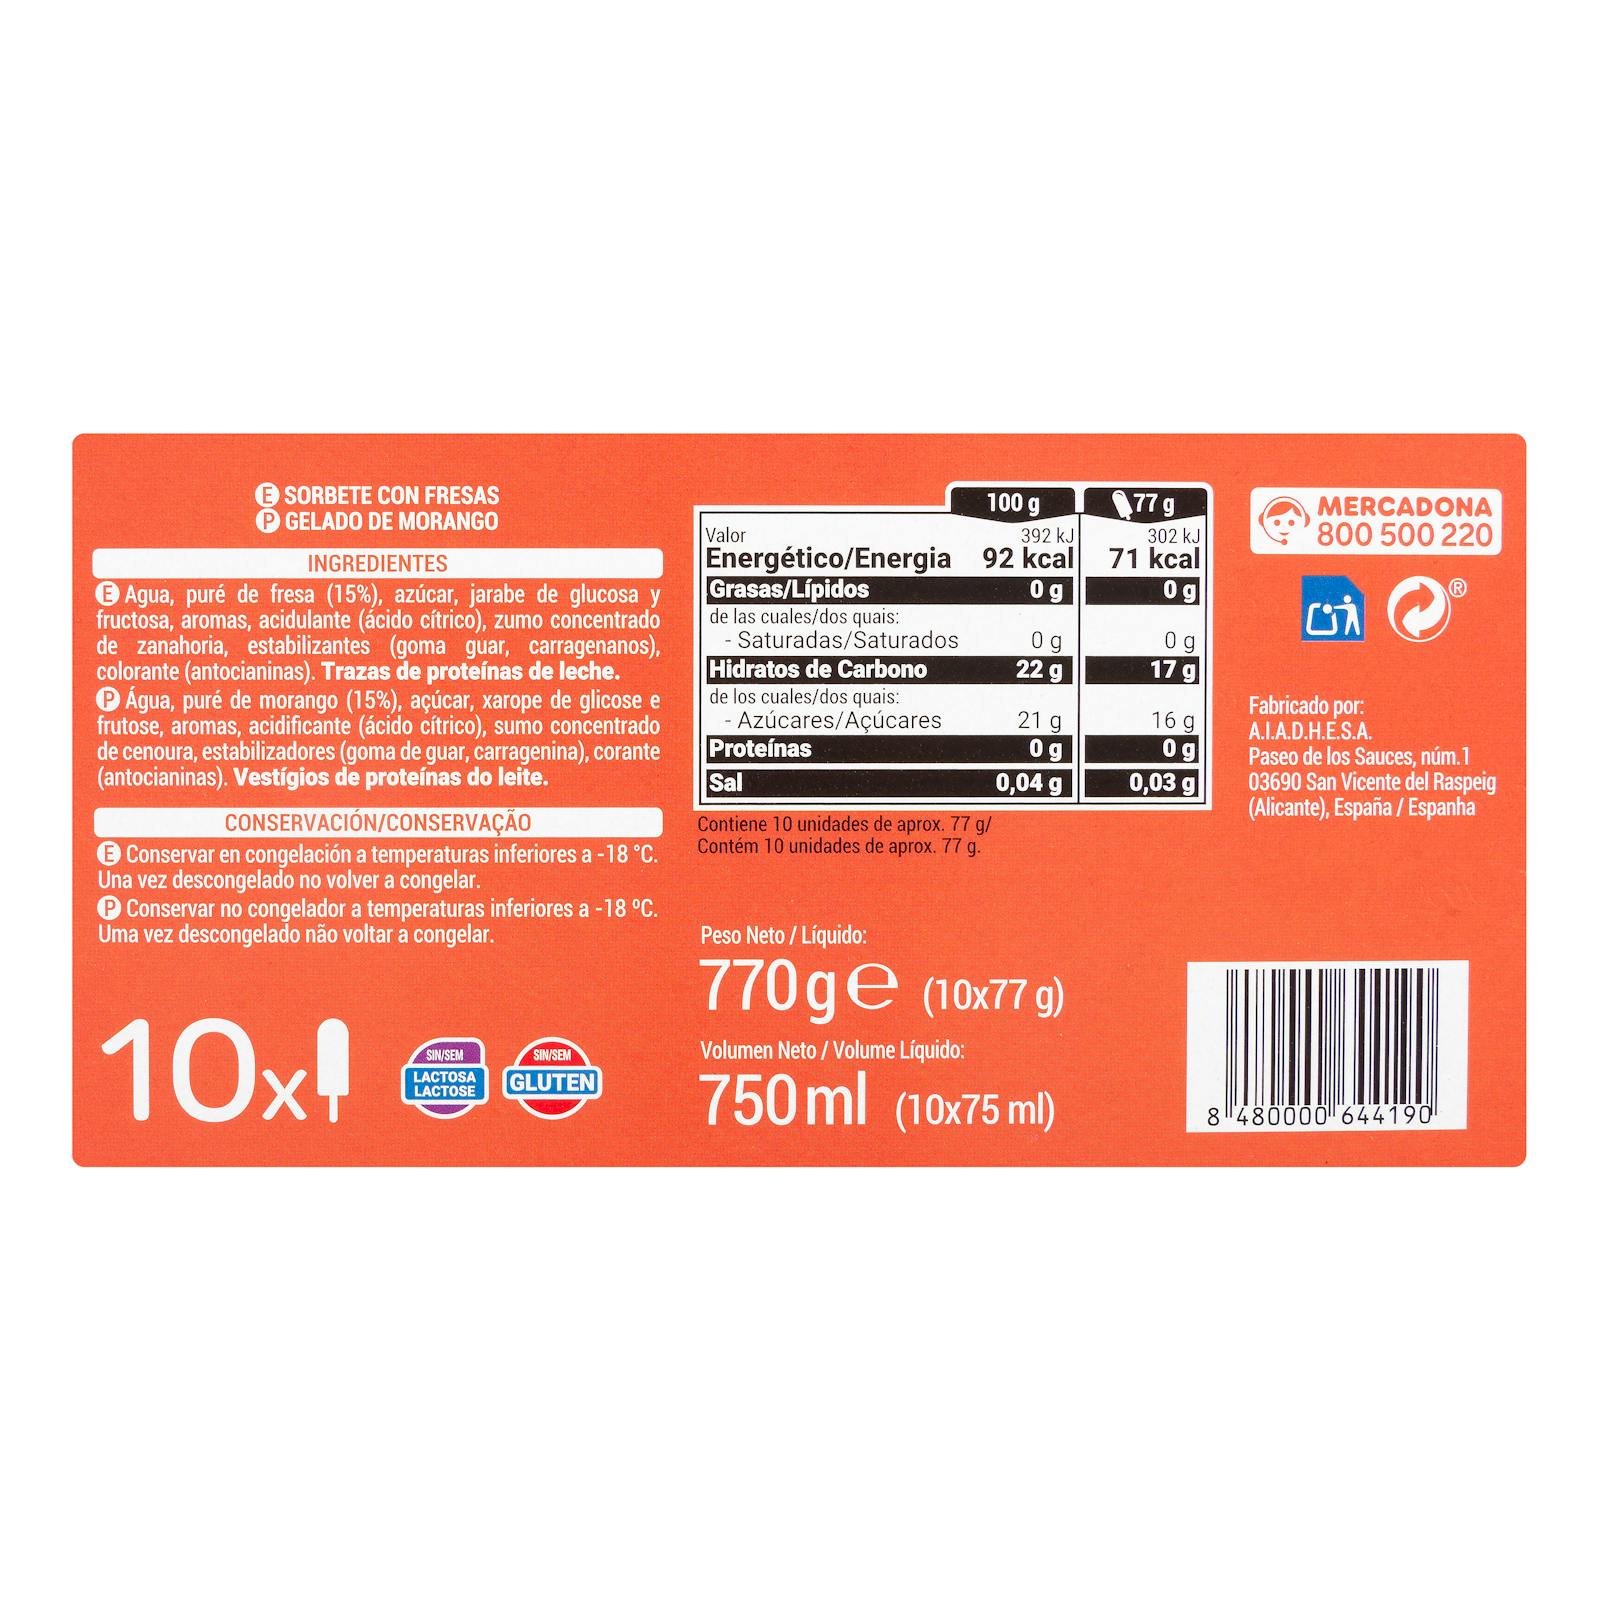 E SORBETE CON FRESAS
P GELADO DE MORANGO
INGREDIENTES
E Agua, puré de fresa (15%), azúcar, jarabe de glucosa y
fructosa, aromas, acidulante (ácido cítrico), zumo concentrado
de zanahoria, estabilizantes (goma guar, carragenanos),
colorante (antocianinas). Trazas de proteínas de leche.
P Água, puré de morango (15%), açúcar, xarope de glicose e
frutose, aromas, acidificante (ácido cítrico), sumo concentrado
de cenoura, estabilizadores (goma de guar, carragenina), corante
(antocianinas). Vestígios de proteínas do leite.
CONSERVACIÓN/CONSERVAÇÃO
E Conservar en congelación a temperaturas inferiores a -18 °C.
Una vez descongelado no volver a congelar.
P Conservar no congelador a temperaturas inferiores a -18 ºC.
Uma vez descongelado não voltar a congelar.
10x
SIN/SEM
LACTOSA
LACTOSE
SIN/SEM
GLUTEN
100 g 77 g
Valor 392 kJ 302 kJ
Energético/Energia 92 kcal 71 kcal
Grasas/Lípidos 0 g 0 g
de las cuales/dos quais:
- Saturadas/Saturados 0 g 0 g
Hidratos de Carbono 22 g 17 g
de los cuales/dos quais:
- Azúcares/Açúcares 21 g 16 g
Proteínas 0 g 0 g
Sal 0,04 g 0,03 g
Contiene 10 unidades de aprox. 77 g/
Contém 10 unidades de aprox. 77 g.
Peso Neto / Líquido:
770 g e (10x77 g)
Volumen Neto / Volume Líquido:
750 ml (10x75 ml)
MERCADONA
800 500 220
®
Fabricado por:
A.I.A.D.H.E.S.A.
Paseo de los Sauces, núm.1
03690 San Vicente del Raspeig
(Alicante), España / Espanha
8 480000 644190